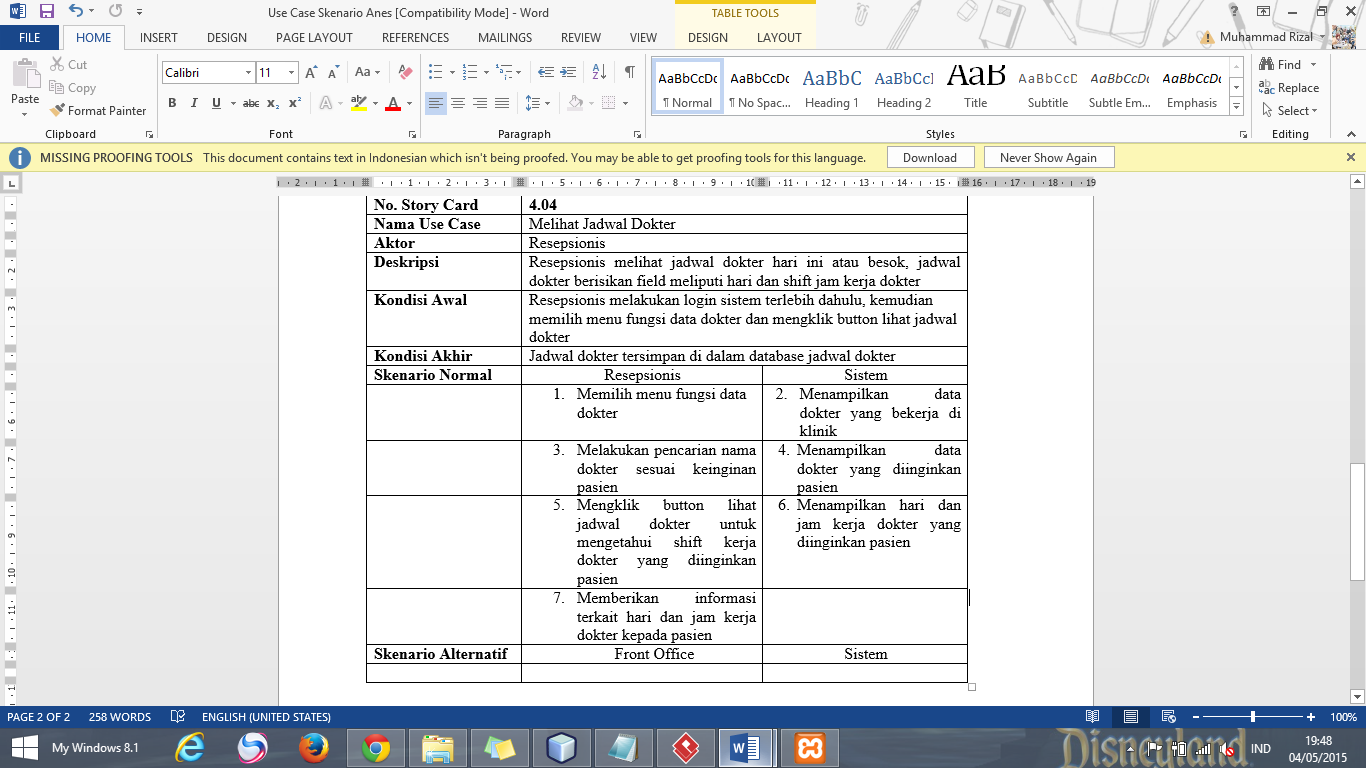 Use Case Skenario Anes [Compatibility Mode] - Word
TABLE TOOLS
FILE HOME INSERT DESIGN PAGE LAYOUT REFERENCES MAILINGS REVIEW VIEW DESIGN LAYOUT Muhammad Rizal
Paste
Cut
Copy
Format Painter
Clipboard
Calibri 11
Font
Paragraph
AaBbCcDc AaBbCcDc AaBbC AaBbCcI AaB AaBbCcD AaBbCcDc AaBbCcDc
¶ Normal ¶ No Spac... Heading 1 Heading 2 Title Subtitle Subtle Em... Emphasis
Styles
Find
Replace
Select
Editing
MISSING PROOFING TOOLS This document contains text in Indonesian which isn't being proofed. You may be able to get proofing tools for this language. Download Never Show Again
No. Story Card 4.04
Nama Use Case Melihat Jadwal Dokter
Aktor Resepsionis
Deskripsi Resepsionis melihat jadwal dokter hari ini atau besok, jadwal
dokter berisikan field meliputi hari dan shift jam kerja dokter
Kondisi Awal Resepsionis melakukan login sistem terlebih dahulu, kemudian
memilih menu fungsi data dokter dan mengklik button lihat jadwal
dokter
Kondisi Akhir Jadwal dokter tersimpan di dalam database jadwal dokter
Skenario Normal Resepsionis Sistem
1. Memilih menu fungsi data
dokter
2. Menampilkan data
dokter yang bekerja di
klinik
3. Melakukan pencarian nama
dokter sesuai keinginan
pasien
4. Menampilkan data
dokter yang diinginkan
pasien
5. Mengklik button lihat
jadwal dokter untuk
mengetahui shift kerja
dokter yang diinginkan
pasien
6. Menampilkan hari dan
jam kerja dokter yang
diinginkan pasien
7. Memberikan informasi
terkait hari dan jam kerja
dokter kepada pasien
Skenario Alternatif Front Office Sistem
PAGE 2 OF 2 258 WORDS ENGLISH (UNITED STATES) 100%
My Windows 8.1
Disneyland
IND
19:48
04/05/2015